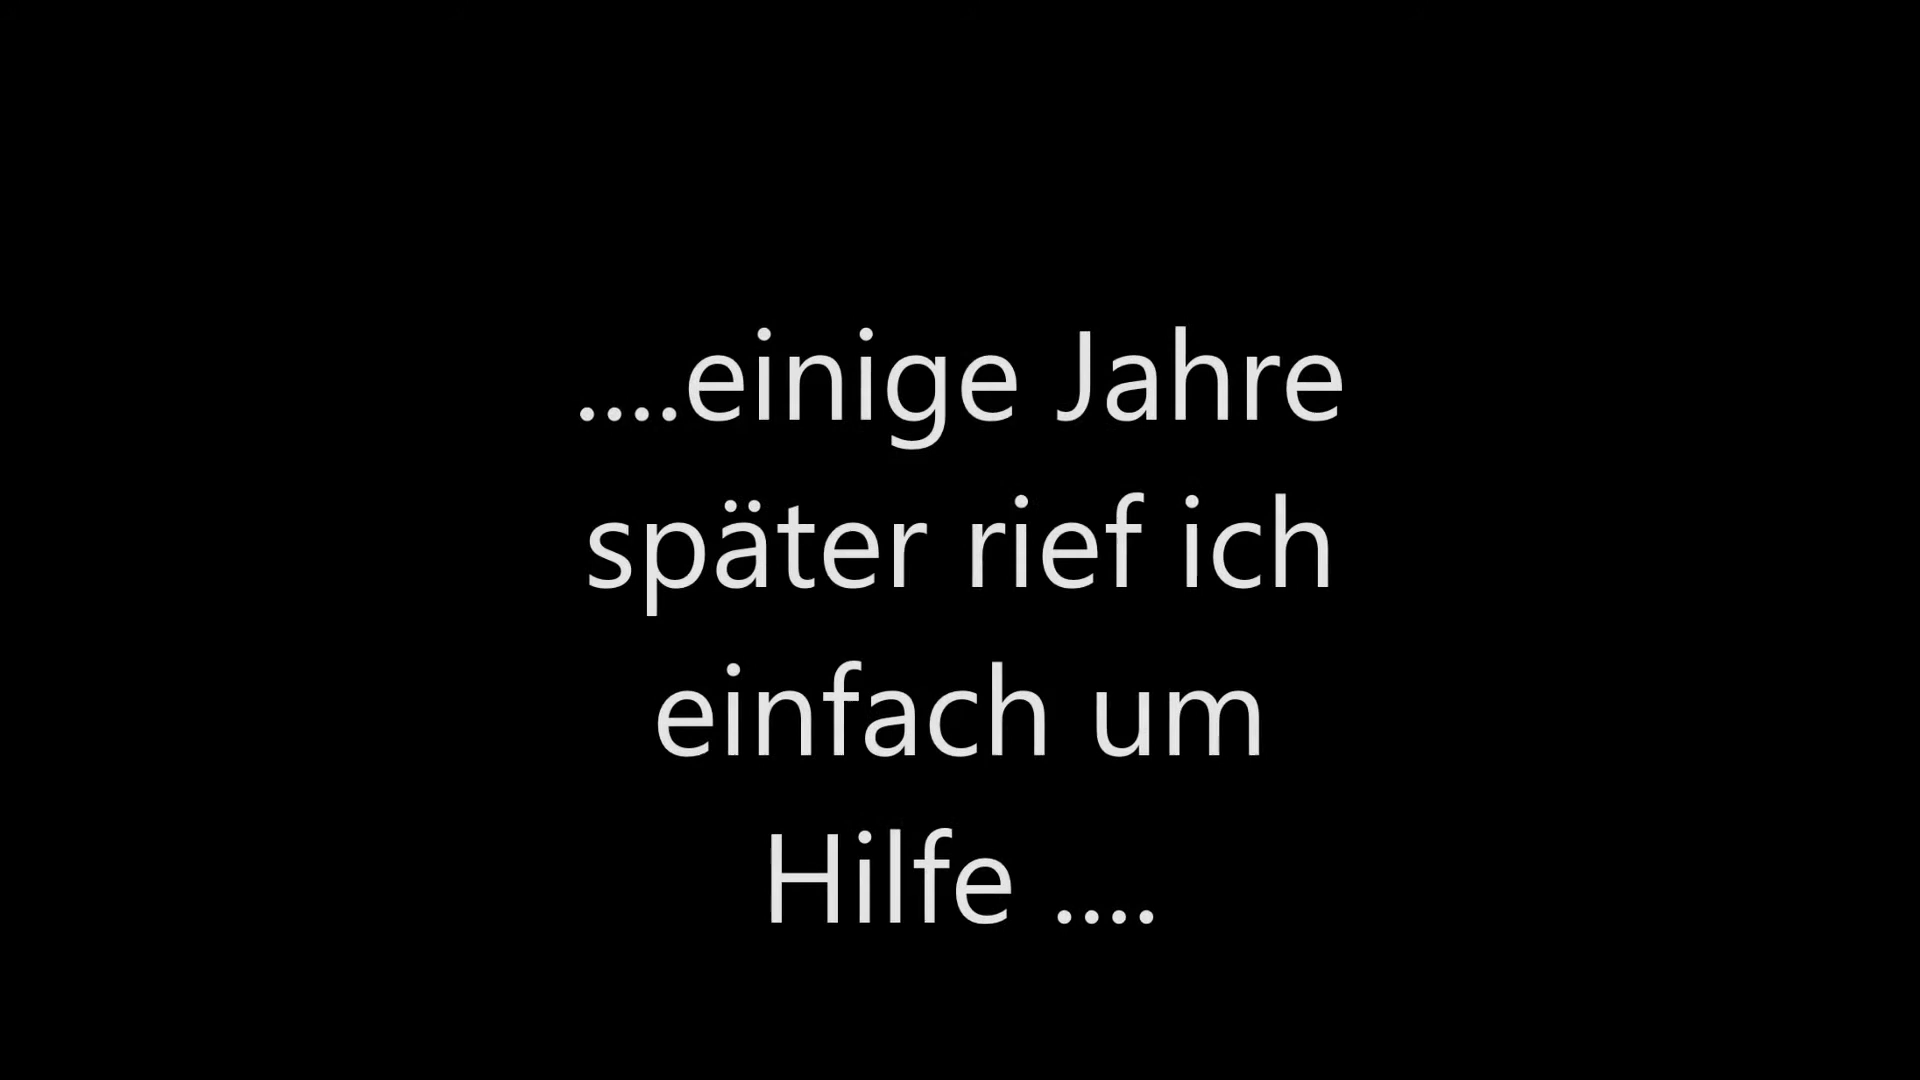 ....einige Jahre
später rief ich
einfach um
Hilfe ....